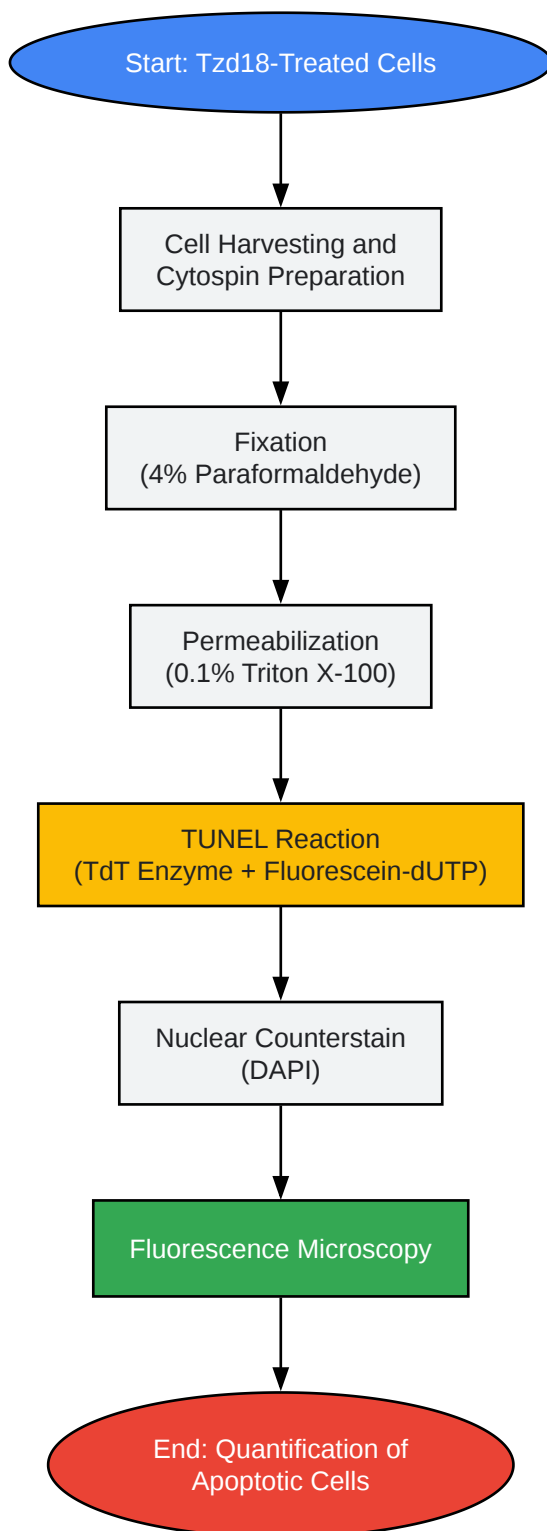 Start: Tzd18-Treated Cells
Cell Harvesting and
Cytospin Preparation
Fixation
(4% Paraformaldehyde)
Permeabilization
(0.1% Triton X-100)
TUNEL Reaction
(TdT Enzyme + Fluorescein-dUTP)
Nuclear Counterstain
(DAPI)
Fluorescence Microscopy
End: Quantification of
Apoptotic Cells